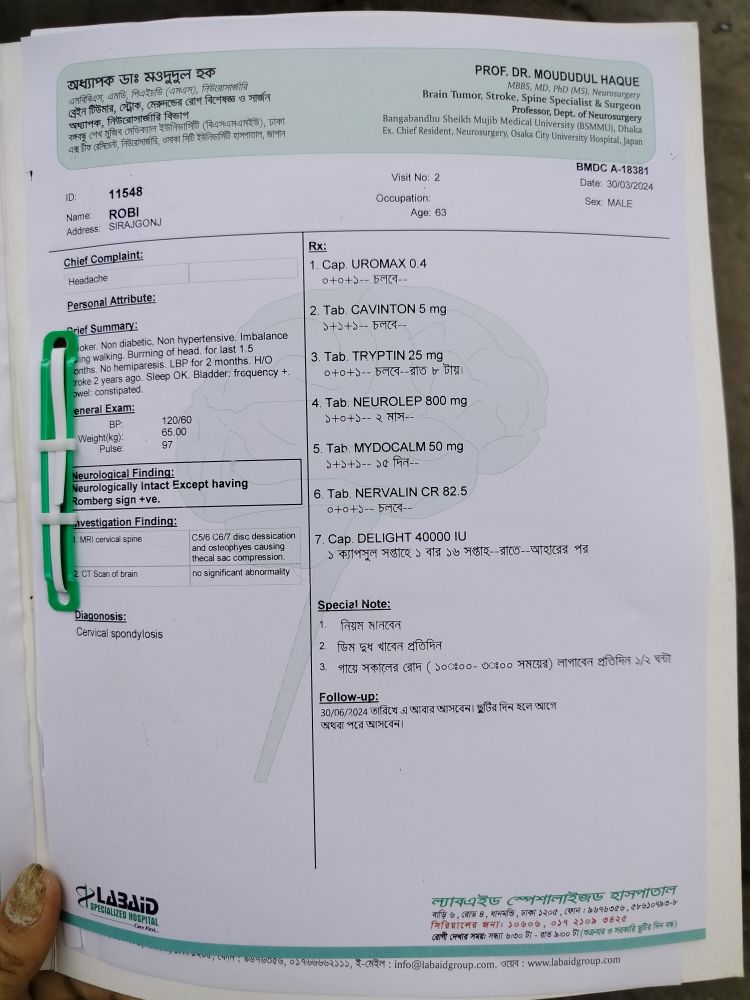 অধ্যাপক ডাঃ মওদুদুল হক
এমবিবিএস, এমডি, পিএইচডি (এমএস), নিউরোসার্জারি
ব্রেইন টিউমার, স্ট্রোক, মেরুদন্ডের রোগ বিশেষজ্ঞ ও সার্জন
অধ্যাপক, নিউরোসার্জারি বিভাগ
বঙ্গবন্ধু শেখ মুজিব মেডিক্যাল ইউনিভার্সিটি (বিএসএমএমইউ), ঢাকা
এক্স চীফ রেসিডেন্ট, নিউরোসার্জারি, ওসাকা সিটি ইউনিভার্সিটি হাসপাতাল, জাপান
PROF. DR. MOUDUDUL HAQUE
MBBS, MD, PhD (MS), Neurosurgery
Brain Tumor, Stroke, Spine Specialist & Surgeon
Professor, Dept. of Neurosurgery
Bangabandhu Sheikh Mujib Medical University (BSMMU), Dhaka
Ex. Chief Resident, Neurosurgery, Osaka City University Hospital, Japan
BMDC A-18381
ID: 11548
Visit No: 2
Date: 30/03/2024
Name: ROBI
Occupation:
Sex: MALE
Address: SIRAJGONJ
Age: 63
Chief Complaint:
Headache
Personal Attribute:
Brief Summary:
oker. Non diabetic, Non hypertensive. Imbalance
ing walking. Burrning of head. for last 1.5
onths. No hemiparesis. LBP for 2 months. H/O
roke 2 years ago. Sleep OK. Bladder: frequency +.
owel: constipated.
eneral Exam:
BP: 120/60
Weight(kg): 65.00
Pulse: 97
Neurological Finding:
Neurologically Intact Except having
Romberg sign +ve.
Investigation Finding:
1. MRI cervical spine C5/6 C6/7 disc dessication
and osteophyes causing
thecal sac compression.
2. CT Scan of brain no significant abnormality
Diagonosis:
Cervical spondylosis
Rx:
1. Cap. UROMAX 0.4
০+০+১-- চলবে--
2. Tab. CAVINTON 5 mg
১+১+১-- চলবে--
3. Tab. TRYPTIN 25 mg
০+০+১-- চলবে--রাত ৮ টায়।
4. Tab. NEUROLEP 800 mg
১+০+১-- ২ মাস--
5. Tab. MYDOCALM 50 mg
১+১+১-- ১৫ দিন--
6. Tab. NERVALIN CR 82.5
০+০+১-- চলবে--
7. Cap. DELIGHT 40000 IU
১ ক্যাপসুল সপ্তাহে ১ বার ১৬ সপ্তাহ--রাতে--আহারের পর
Special Note:
1. নিয়ম মানবেন
2. ডিম দুধ খাবেন প্রতিদিন
3. গায়ে সকালের রোদ ( ১০ঃ০০- ৩ঃ০০ সময়ের) লাগাবেন প্রতিদিন ১/২ ঘন্টা
Follow-up:
30/06/2024 তারিখে এ আবার আসবেন। ছুটির দিন হলে আগে
অথবা পরে আসবেন।
LABAID
SPECIALIZED HOSPITAL
Care First...
ল্যাবএইড স্পেশালাইজড হাসপাতাল
বাড়ি ৬, রোড ৪, ধানমন্ডি, ঢাকা ১২০৫, ফোন : ৯৬৭৬৩৫৬, ৫৮৬১০৭৯৩-৮
সিরিয়ালের জন্য: ১০৬০৬, ০১৭ ২১০৯ ৩৪২৫
রোগী দেখার সময়: সন্ধ্যা ৬:৩০ টা - রাত ৯:০০ টা (শুক্রবার ও সরকারি ছুটির দিন বন্ধ)
ফোন : ৯৬৭৬৩৫৬, ০১৭৬৬৬৬২১১১, ই-মেইল : info@labaidgroup.com, ওয়েব : www.labaidgroup.com